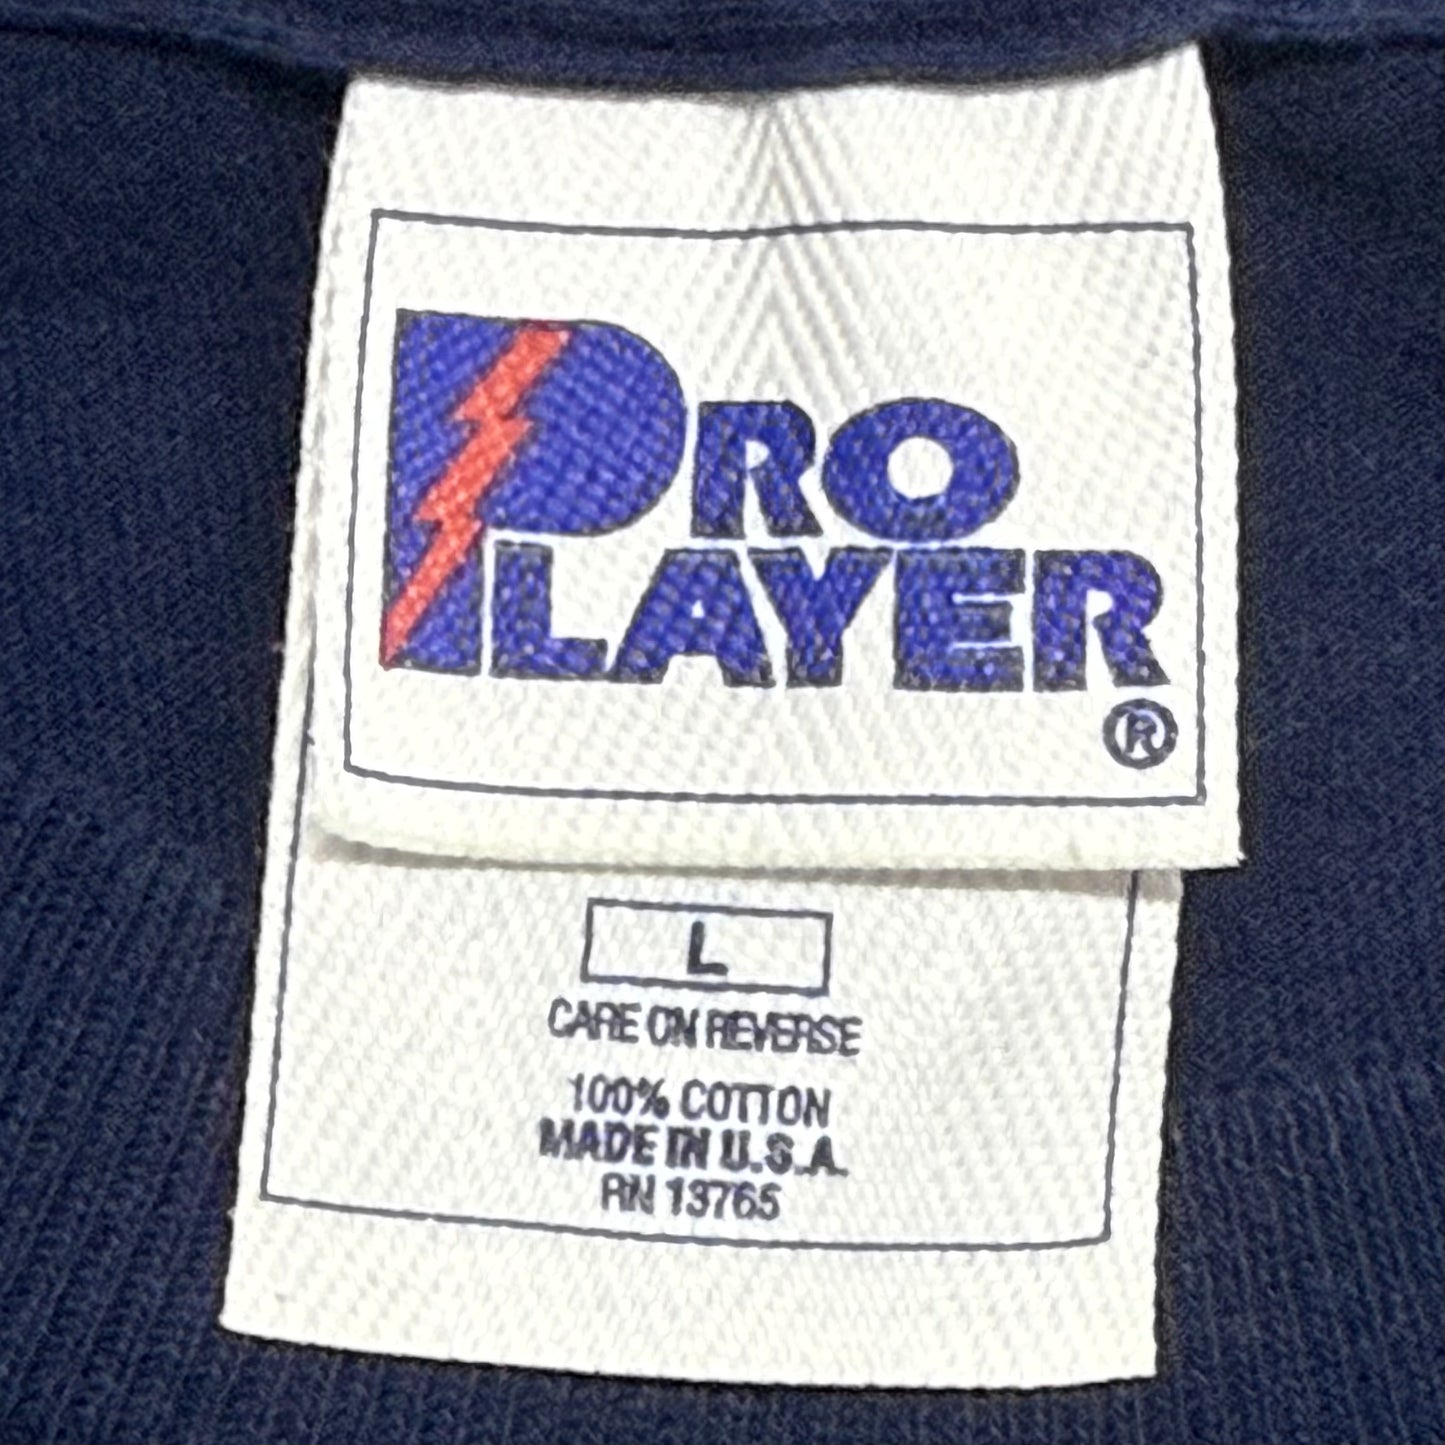 PRO
PLAYER
®
L
CARE ON REVERSE
100% COTTON
MADE IN U.S.A.
RN 13765